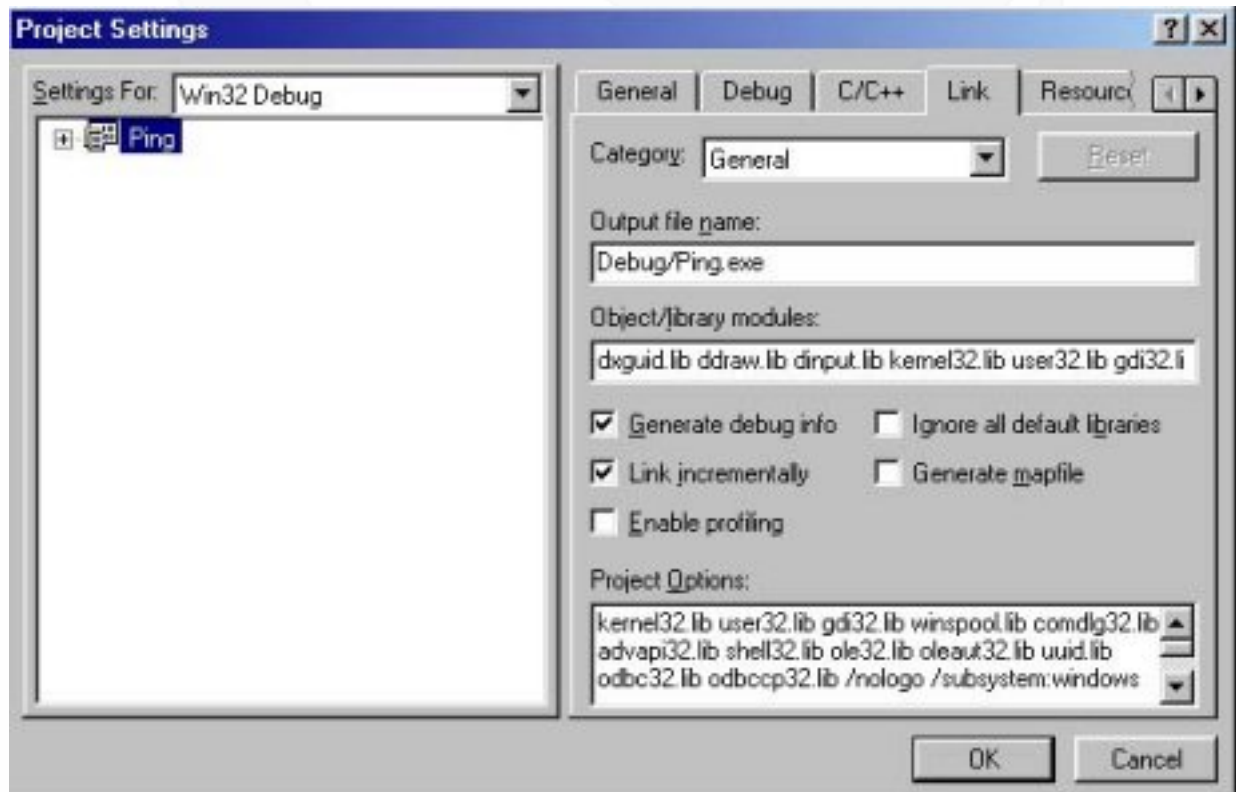 Project Settings
Settings For: Win32 Debug
Ping
General Debug C/C++ Link Resourc
Category: General
Reset
Output file name:
Debug/Ping.exe
Object/library modules:
dxguid.lib ddraw.lib dinput.lib kernel32.lib user32.lib gdi32.li
Generate debug info
Ignore all default libraries
Link incrementally
Generate mapfile
Enable profiling
Project Options:
kernel32.lib user32.lib gdi32.lib winspool.lib comdlg32.lib
advapi32.lib shell32.lib ole32.lib oleaut32.lib uuid.lib
odbc32.lib odbccp32.lib /nologo /subsystem:windows
OK
Cancel